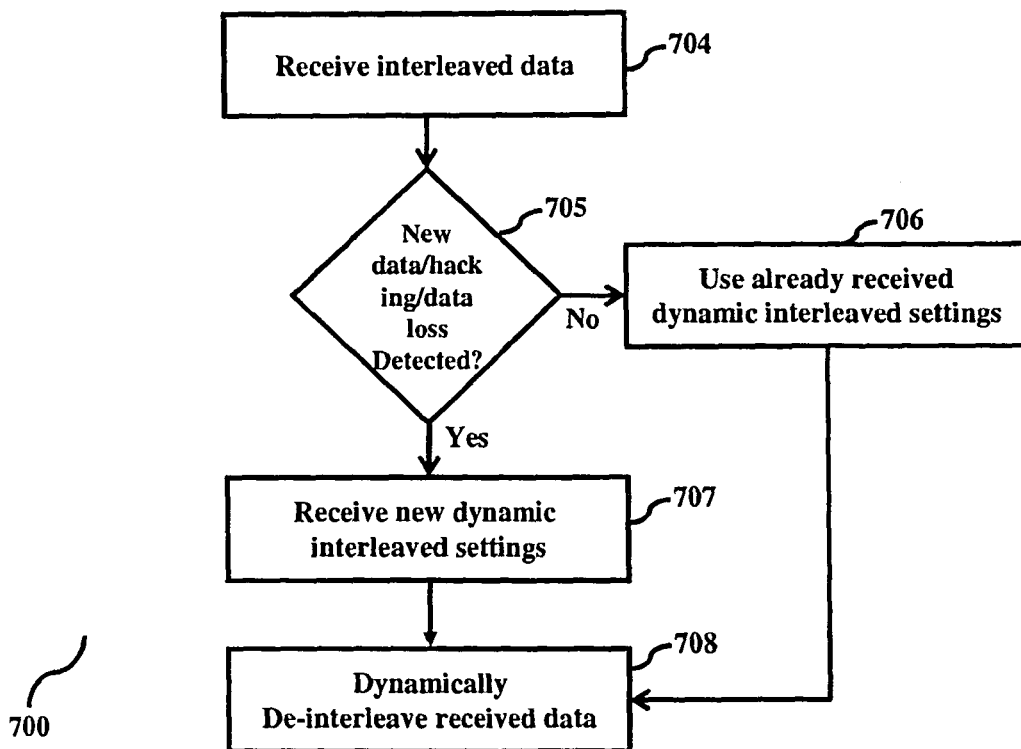 Receive interleaved data
704
New
data/hack
ing/data
loss
Detected?
705
No
706
Use already received
dynamic interleaved settings
Yes
707
Receive new dynamic
interleaved settings
708
Dynamically
De-interleave received data
700